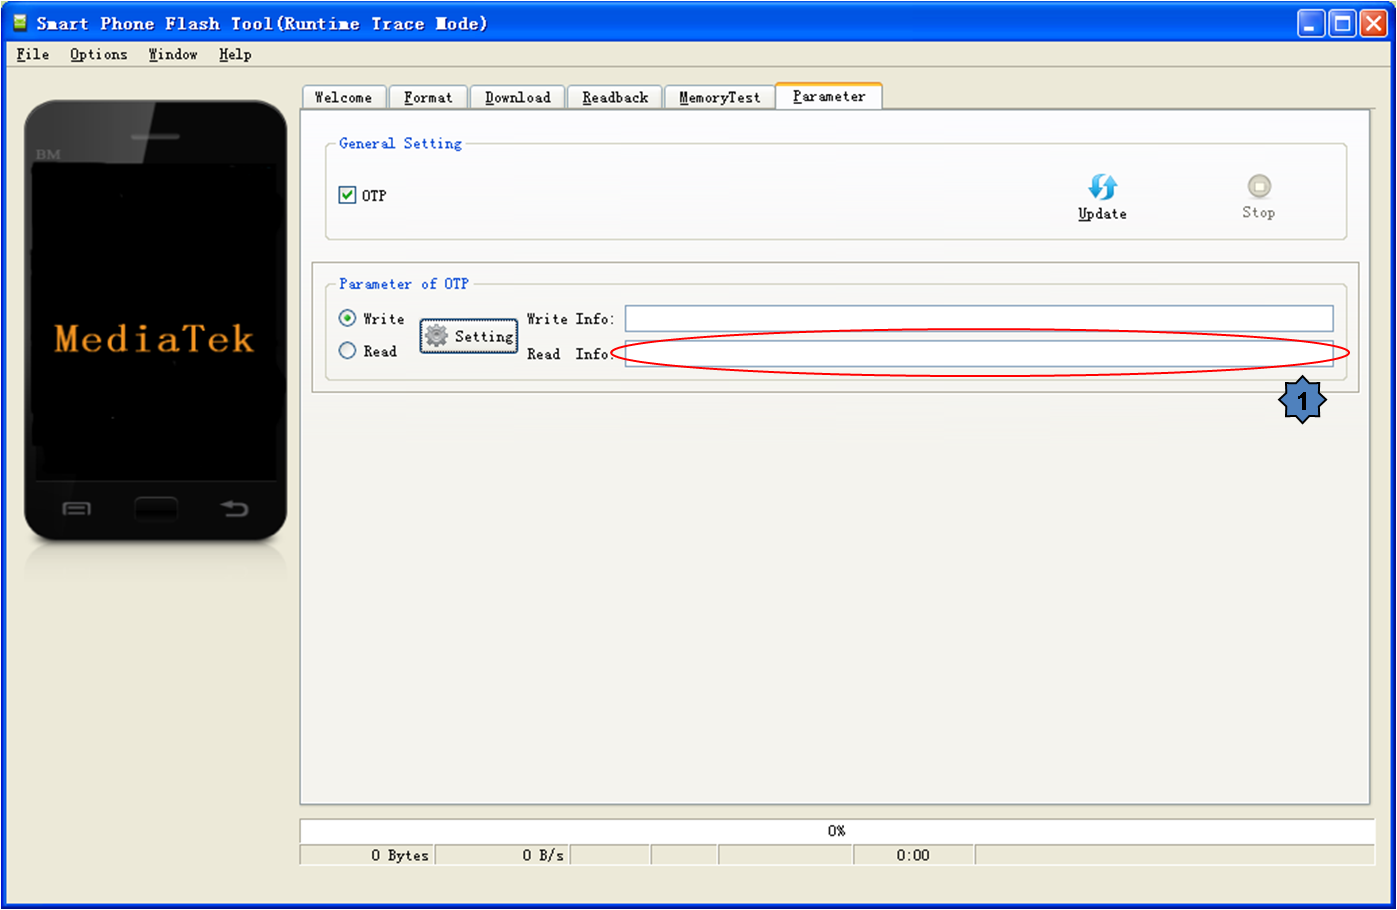 Smart Phone Flash Tool(Runtime Trace Mode)
File Options Window Help
Welcome Format Download Readback MemoryTest Parameter
BM
General Setting
OTP
Update
Stop
Parameter of OTP
Write
Read
Setting
Write Info:
Read Info:
1
MediaTek
0%
0 Bytes 0 B/s 0:00